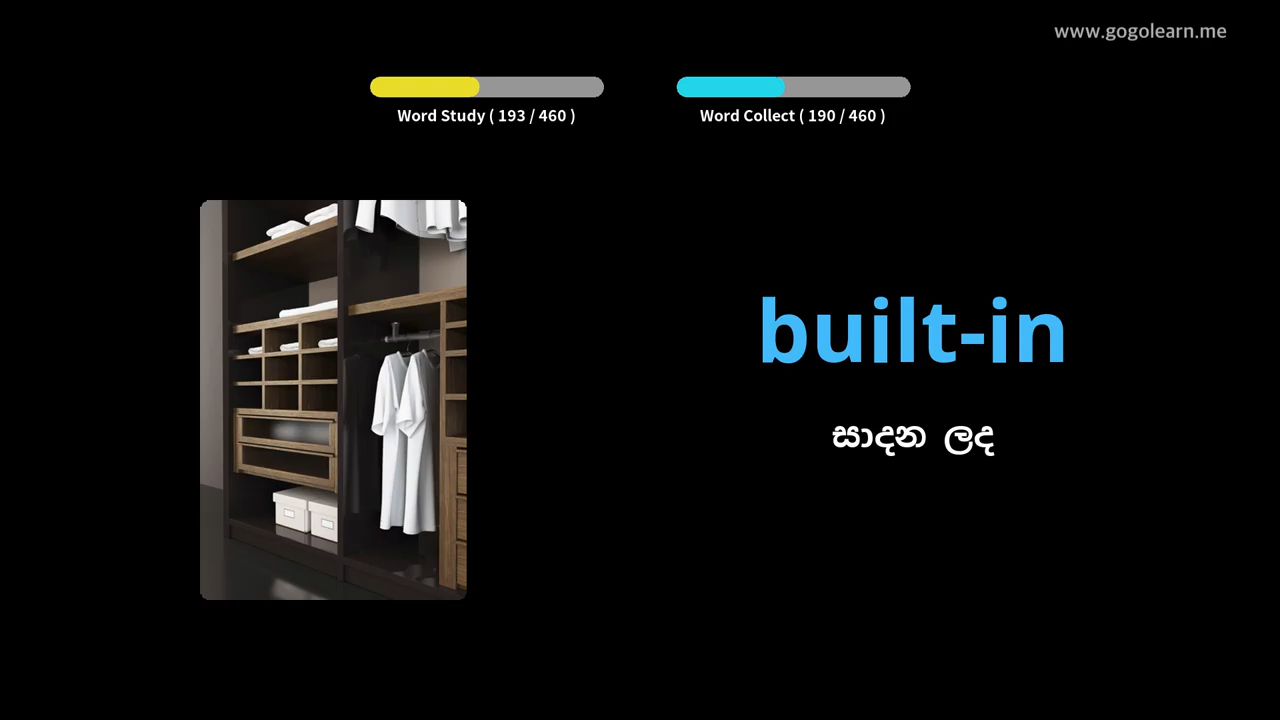 www.gogolearn.me
Word Study ( 193 / 460 )
Word Collect ( 190 / 460 )
built-in
සාදන ලද